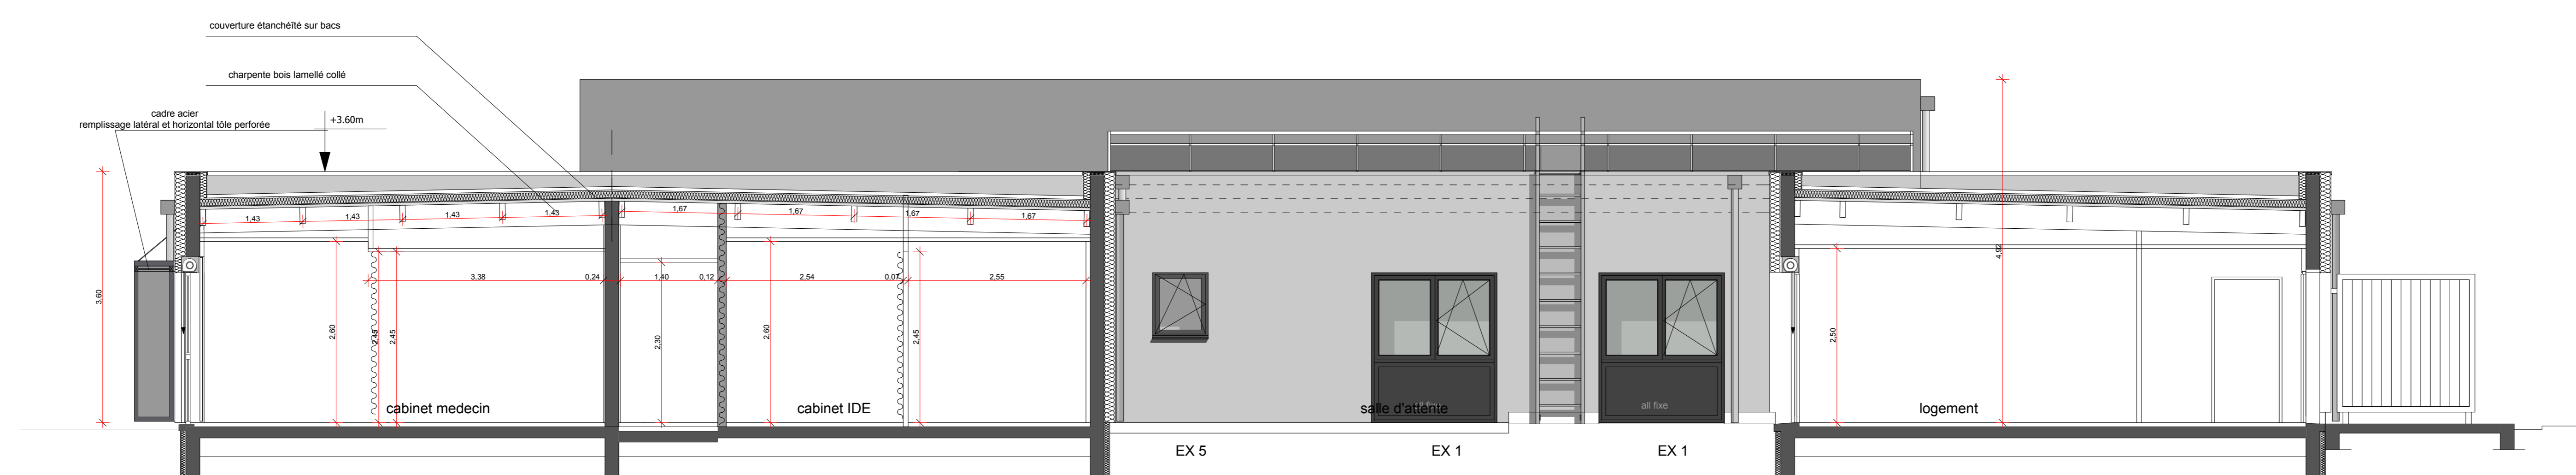 couverture étanchéïté sur bacs
charpente bois lamellé collé
cadre acier
remplissage latéral et horizontal tôle perforée
+3.60m
1,43
1,43
1,43
1,43
1,67
1,67
1,67
1,67
4,92
3,60
3,38
0,24
1,40
0,12
2,54
0,07
2,55
2,60
2,45
2,45
2,30
2,60
2,45
2,50
cabinet medecin
cabinet IDE
salle d'attente
all fixe
all fixe
logement
EX 5
EX 1
EX 1